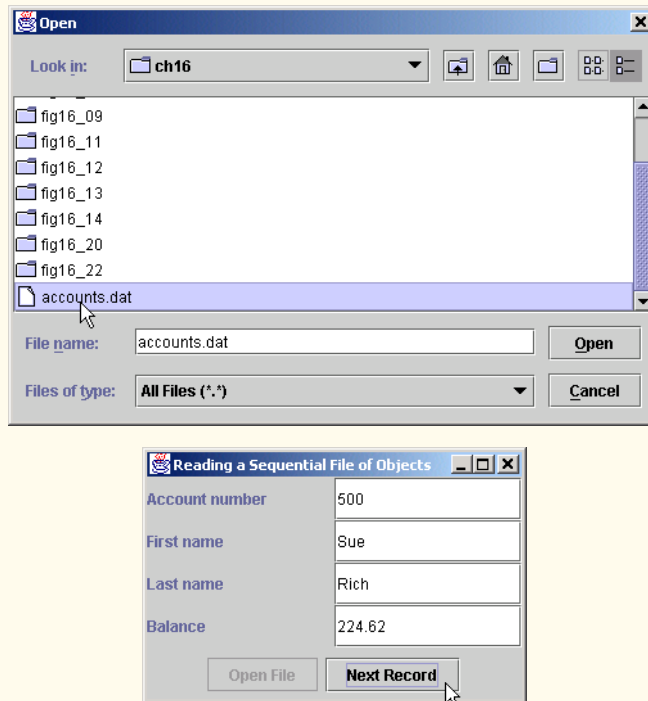 Open
Look in: ch16
fig16_09
fig16_11
fig16_12
fig16_13
fig16_14
fig16_20
fig16_22
accounts.dat
File name: accounts.dat Open
Files of type: All Files (*.*) Cancel
Reading a Sequential File of Objects
Account number 500
First name Sue
Last name Rich
Balance 224.62
Open File Next Record